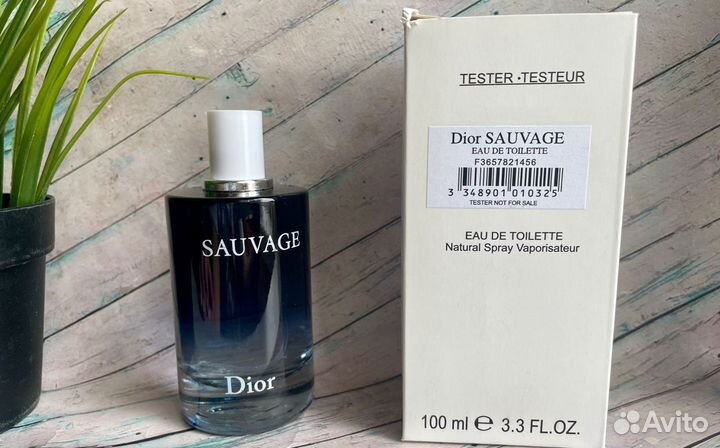 TESTER • TESTEUR
Dior SAUVAGE
EAU DE TOILETTE
F3657821456
3 348901 010325
TESTER NOT FOR SALE
EAU DE TOILETTE
Natural Spray Vaporisateur
100 ml ℮ 3.3 FL.OZ.
SAUVAGE
Dior
Avito